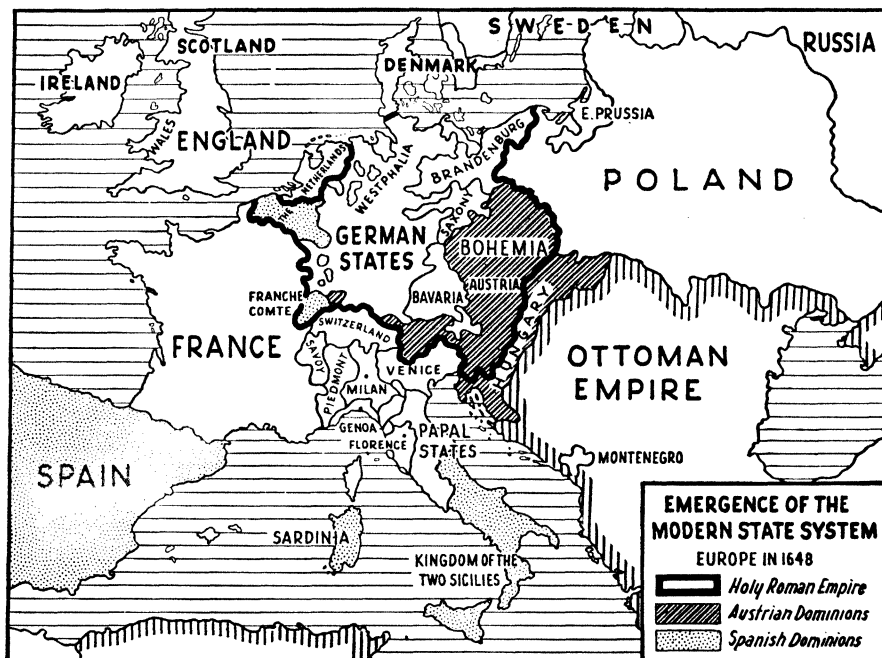 SWEDEN
SCOTLAND
RUSSIA
IRELAND
DENMARK
E. PRUSSIA
WALES
ENGLAND
THE NETHERLANDS
WESTPHALIA
BRANDENBURG
POLAND
SAXONY
GERMAN
STATES
BOHEMIA
AUSTRIA
BAVARIA
FRANCHE
COMTE
SWITZERLAND
HUNGARY
FRANCE
SAVOY
PIEDMONT
VENICE
MILAN
OTTOMAN
EMPIRE
GENOA
FLORENCE
PAPAL
STATES
MONTENEGRO
SPAIN
SARDINIA
KINGDOM OF THE
TWO SICILIES
EMERGENCE OF THE
MODERN STATE SYSTEM
EUROPE IN 1648
Holy Roman Empire
Austrian Dominions
Spanish Dominions